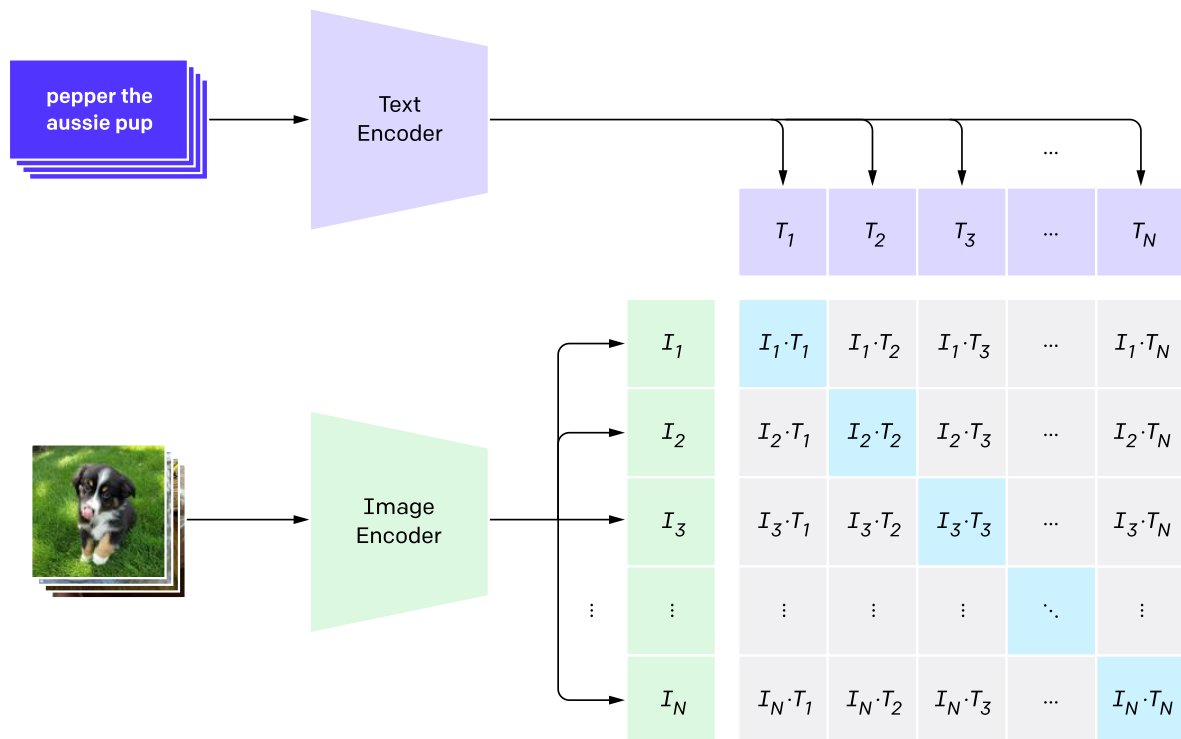 pepper the
aussie pup
Text
Encoder
...
T1 T2 T3 ... TN
I1 I1·T1 I1·T2 I1·T3 ... I1·TN
I2 I2·T1 I2·T2 I2·T3 ... I2·TN
Image
Encoder
I3 I3·T1 I3·T2 I3·T3 ... I3·TN
⋮ ⋮ ⋮ ⋮ ⋮ ⋱ ⋮
IN IN·T1 IN·T2 IN·T3 ... IN·TN